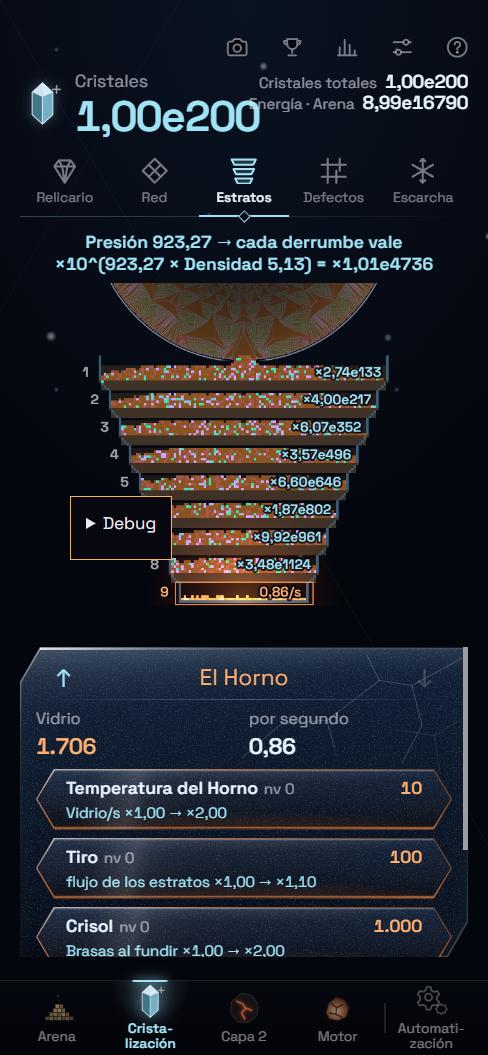 Cristales
1,00e200
Cristales totales 1,00e200
Energía · Arena 8,99e16790
Relicario
Red
Estratos
Defectos
Escarcha
Presión 923,27 → cada derrumbe vale
×10^(923,27 × Densidad 5,13) = ×1,01e4736
1 ×2,74e133
2 ×4,00e217
3 ×6,07e352
4 ×3,57e496
5 ×6,60e646
×1,87e802
▶ Debug
×9,92e961
8 ×3,48e1124
9 0,86/s
↑ El Horno ↓
Vidrio
1.706
por segundo
0,86
Temperatura del Horno nv 0 10
Vidrio/s ×1,00 → ×2,00
Tiro nv 0 100
flujo de los estratos ×1,00 → ×1,10
Crisol nv 0 1.000
Brasas al fundir ×1,00 → ×2,00
Arena
Crista-
lización
Capa 2
Motor
Automati-
zación